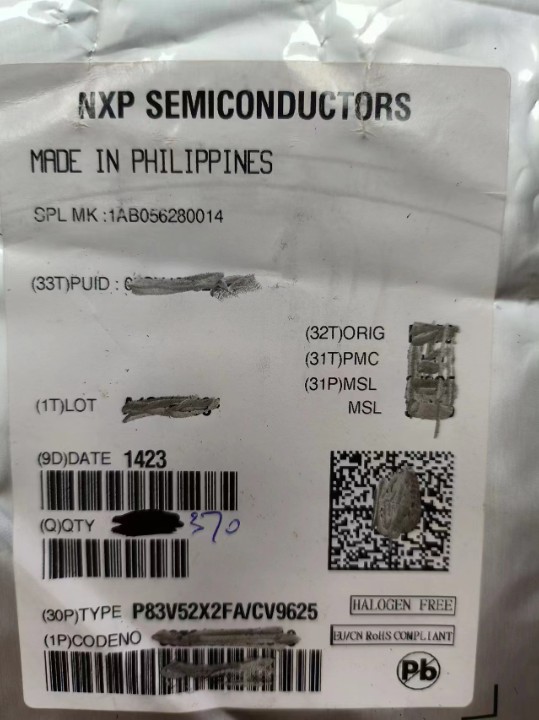 NXP SEMICONDUCTORS
MADE IN PHILIPPINES
SPL MK :1AB056280014
(33T)PUID :
(32T)ORIG
(31T)PMC
(31P)MSL
MSL
(1T)LOT
(9D)DATE 1423
(Q)QTY 370
(30P)TYPE P83V52X2FA/CV9625
(1P)CODENO
HALOGEN FREE
EU/CN RoHS COMPLIANT
Pb